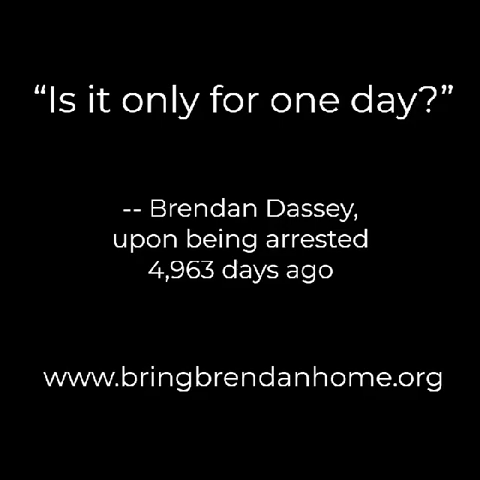 “Is it only for one day?”
-- Brendan Dassey,
upon being arrested
4,963 days ago
www.bringbrendanhome.org